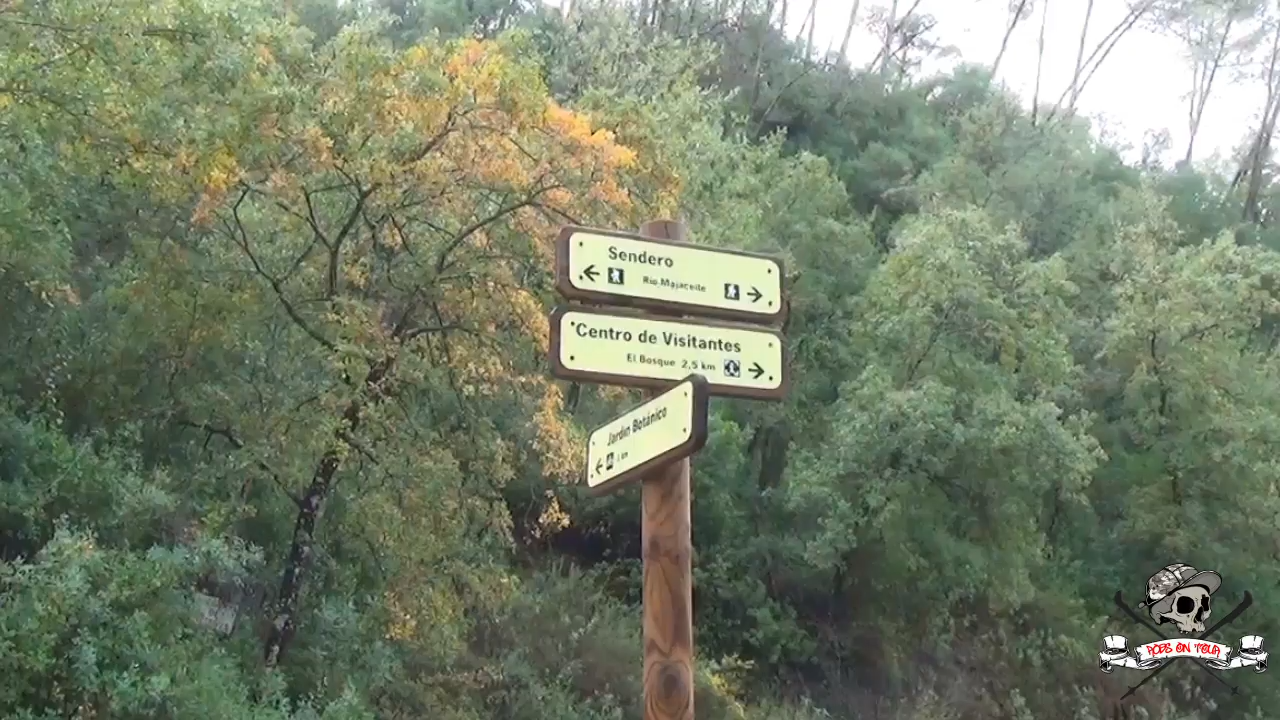 Sendero
Río Majaceite
Centro de Visitantes
El Bosque 2,5 km
Jardín Botánico